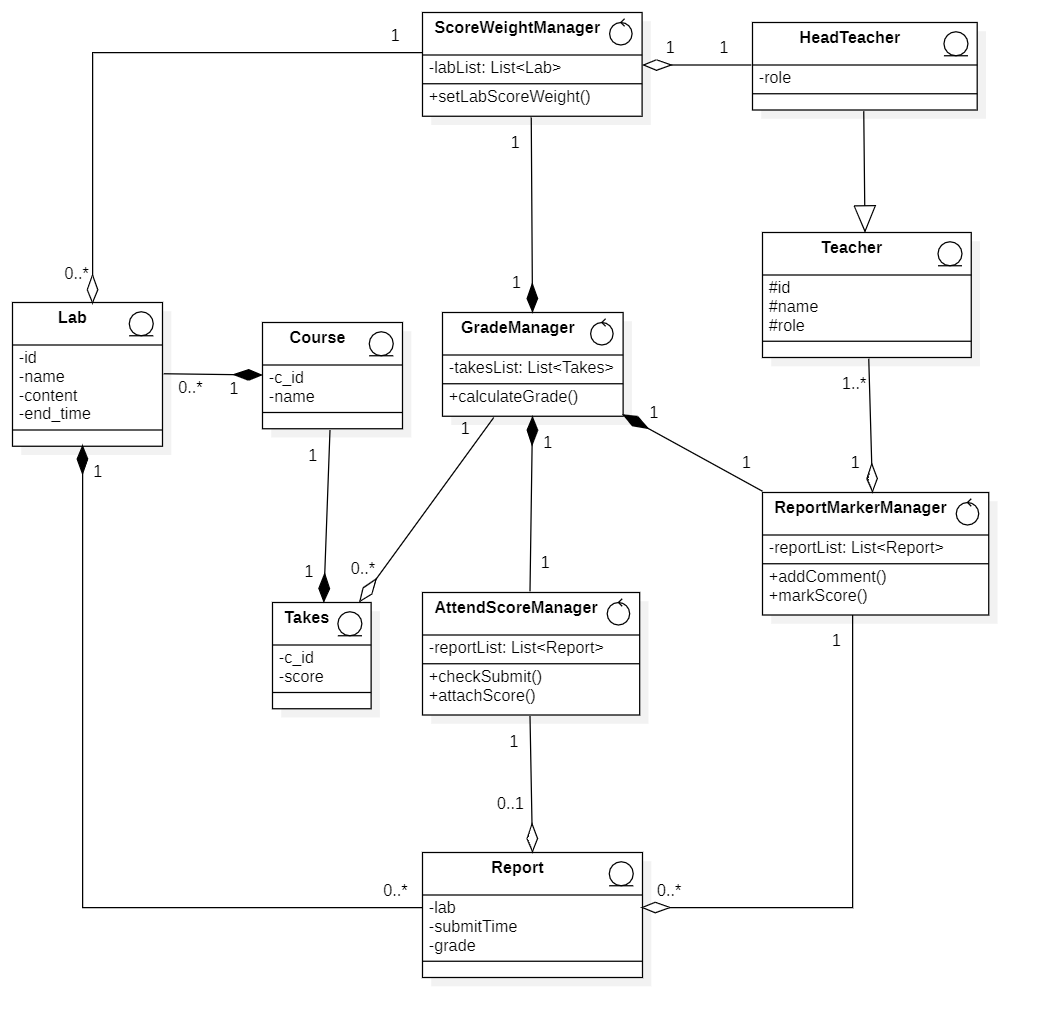 ScoreWeightManager
-labList: List<Lab>
+setLabScoreWeight()
HeadTeacher
-role
1
1
1
1
Teacher
#id
#name
#role
0..*
1
Lab
-id
-name
-content
-end_time
Course
-c_id
-name
0..*
1
GradeManager
-takesList: List<Takes>
+calculateGrade()
1..*
1
1
1
1
1
1
1
ReportMarkerManager
-reportList: List<Report>
+addComment()
+markScore()
1
0..*
1
Takes
-c_id
-score
AttendScoreManager
-reportList: List<Report>
+checkSubmit()
+attachScore()
1
1
0..1
Report
-lab
-submitTime
-grade
0..*
0..*